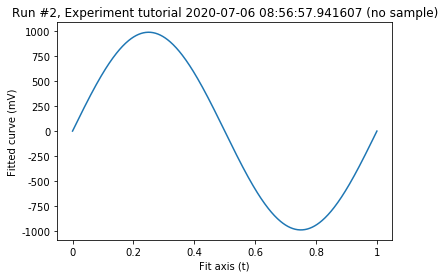 Run #2, Experiment tutorial 2020-07-06 08:56:57.941607 (no sample)
1000
750
500
250
0
-250
-500
-750
-1000
Fitted curve (mV)
0 0.2 0.4 0.6 0.8 1
Fit axis (t)